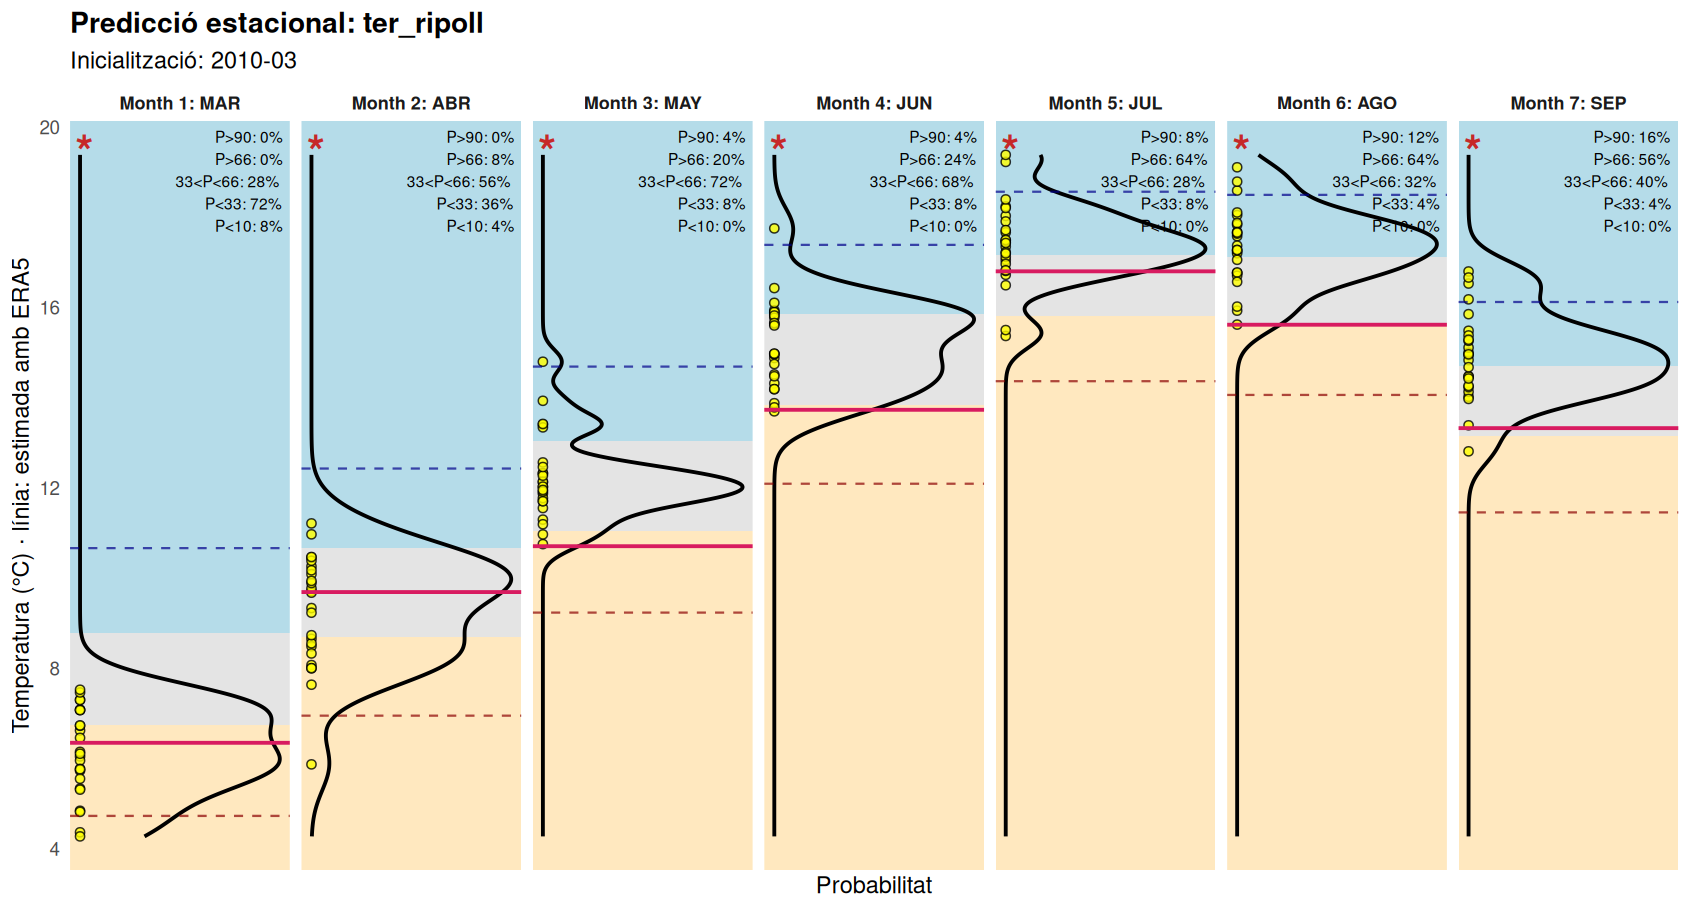 Predicció estacional: ter_ripoll
Inicialització: 2010-03
Month 1: MAR
Month 2: ABR
Month 3: MAY
Month 4: JUN
Month 5: JUL
Month 6: AGO
Month 7: SEP
Temperatura (°C) · línia: estimada amb ERA5
20
16
12
8
4
*
P>90: 0%
P>66: 0%
33<P<66: 28%
P<33: 72%
P<10: 8%
*
P>90: 0%
P>66: 8%
33<P<66: 56%
P<33: 36%
P<10: 4%
*
P>90: 4%
P>66: 20%
33<P<66: 72%
P<33: 8%
P<10: 0%
*
P>90: 4%
P>66: 24%
33<P<66: 68%
P<33: 8%
P<10: 0%
*
P>90: 8%
P>66: 64%
33<P<66: 28%
P<33: 8%
P<10: 0%
*
P>90: 12%
P>66: 64%
33<P<66: 32%
P<33: 4%
P<10: 0%
*
P>90: 16%
P>66: 56%
33<P<66: 40%
P<33: 4%
P<10: 0%
Probabilitat